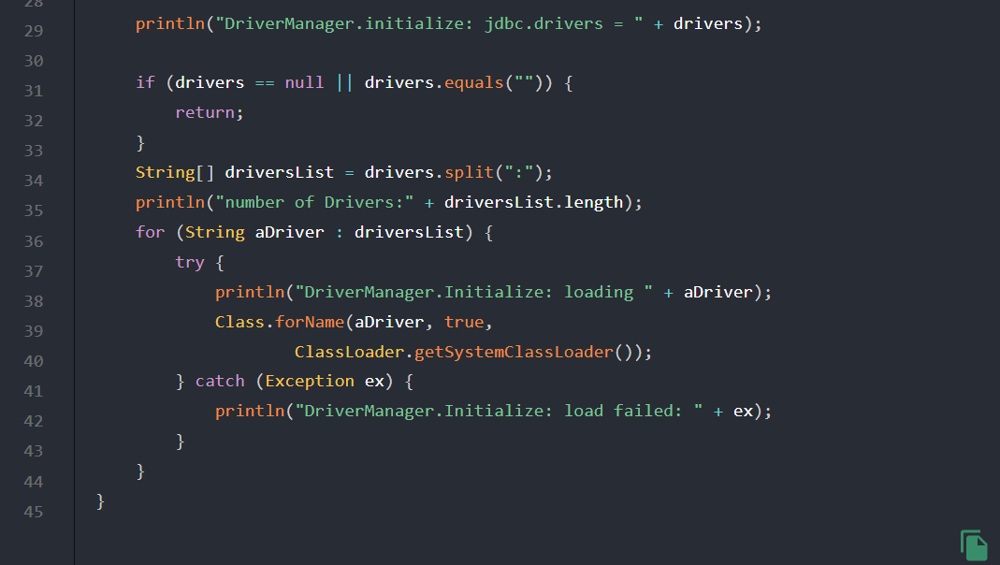 28
29 println("DriverManager.initialize: jdbc.drivers = " + drivers);
30
31 if (drivers == null || drivers.equals("")) {
32 return;
33 }
34 String[] driversList = drivers.split(":");
35 println("number of Drivers:" + driversList.length);
36 for (String aDriver : driversList) {
37 try {
38 println("DriverManager.Initialize: loading " + aDriver);
39 Class.forName(aDriver, true,
40 ClassLoader.getSystemClassLoader());
41 } catch (Exception ex) {
42 println("DriverManager.Initialize: load failed: " + ex);
43 }
44 }
45 }